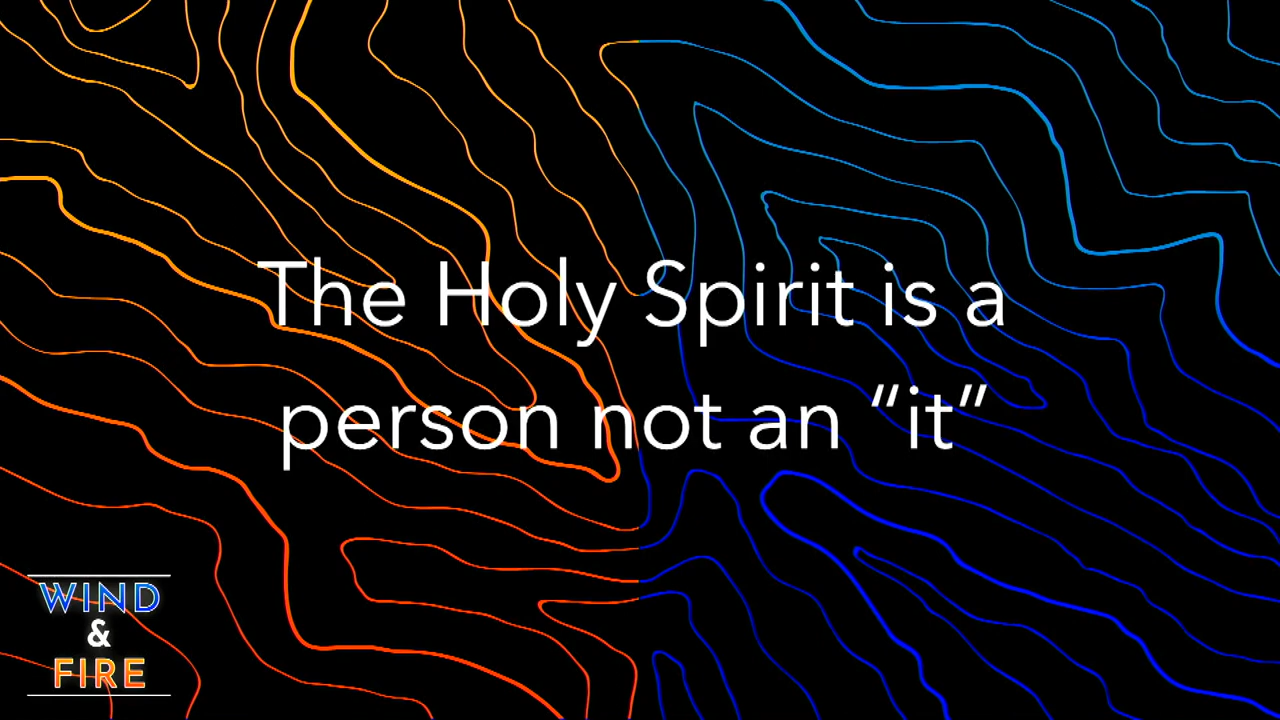 The Holy Spirit is a
person not an “it”
WIND
&
FIRE